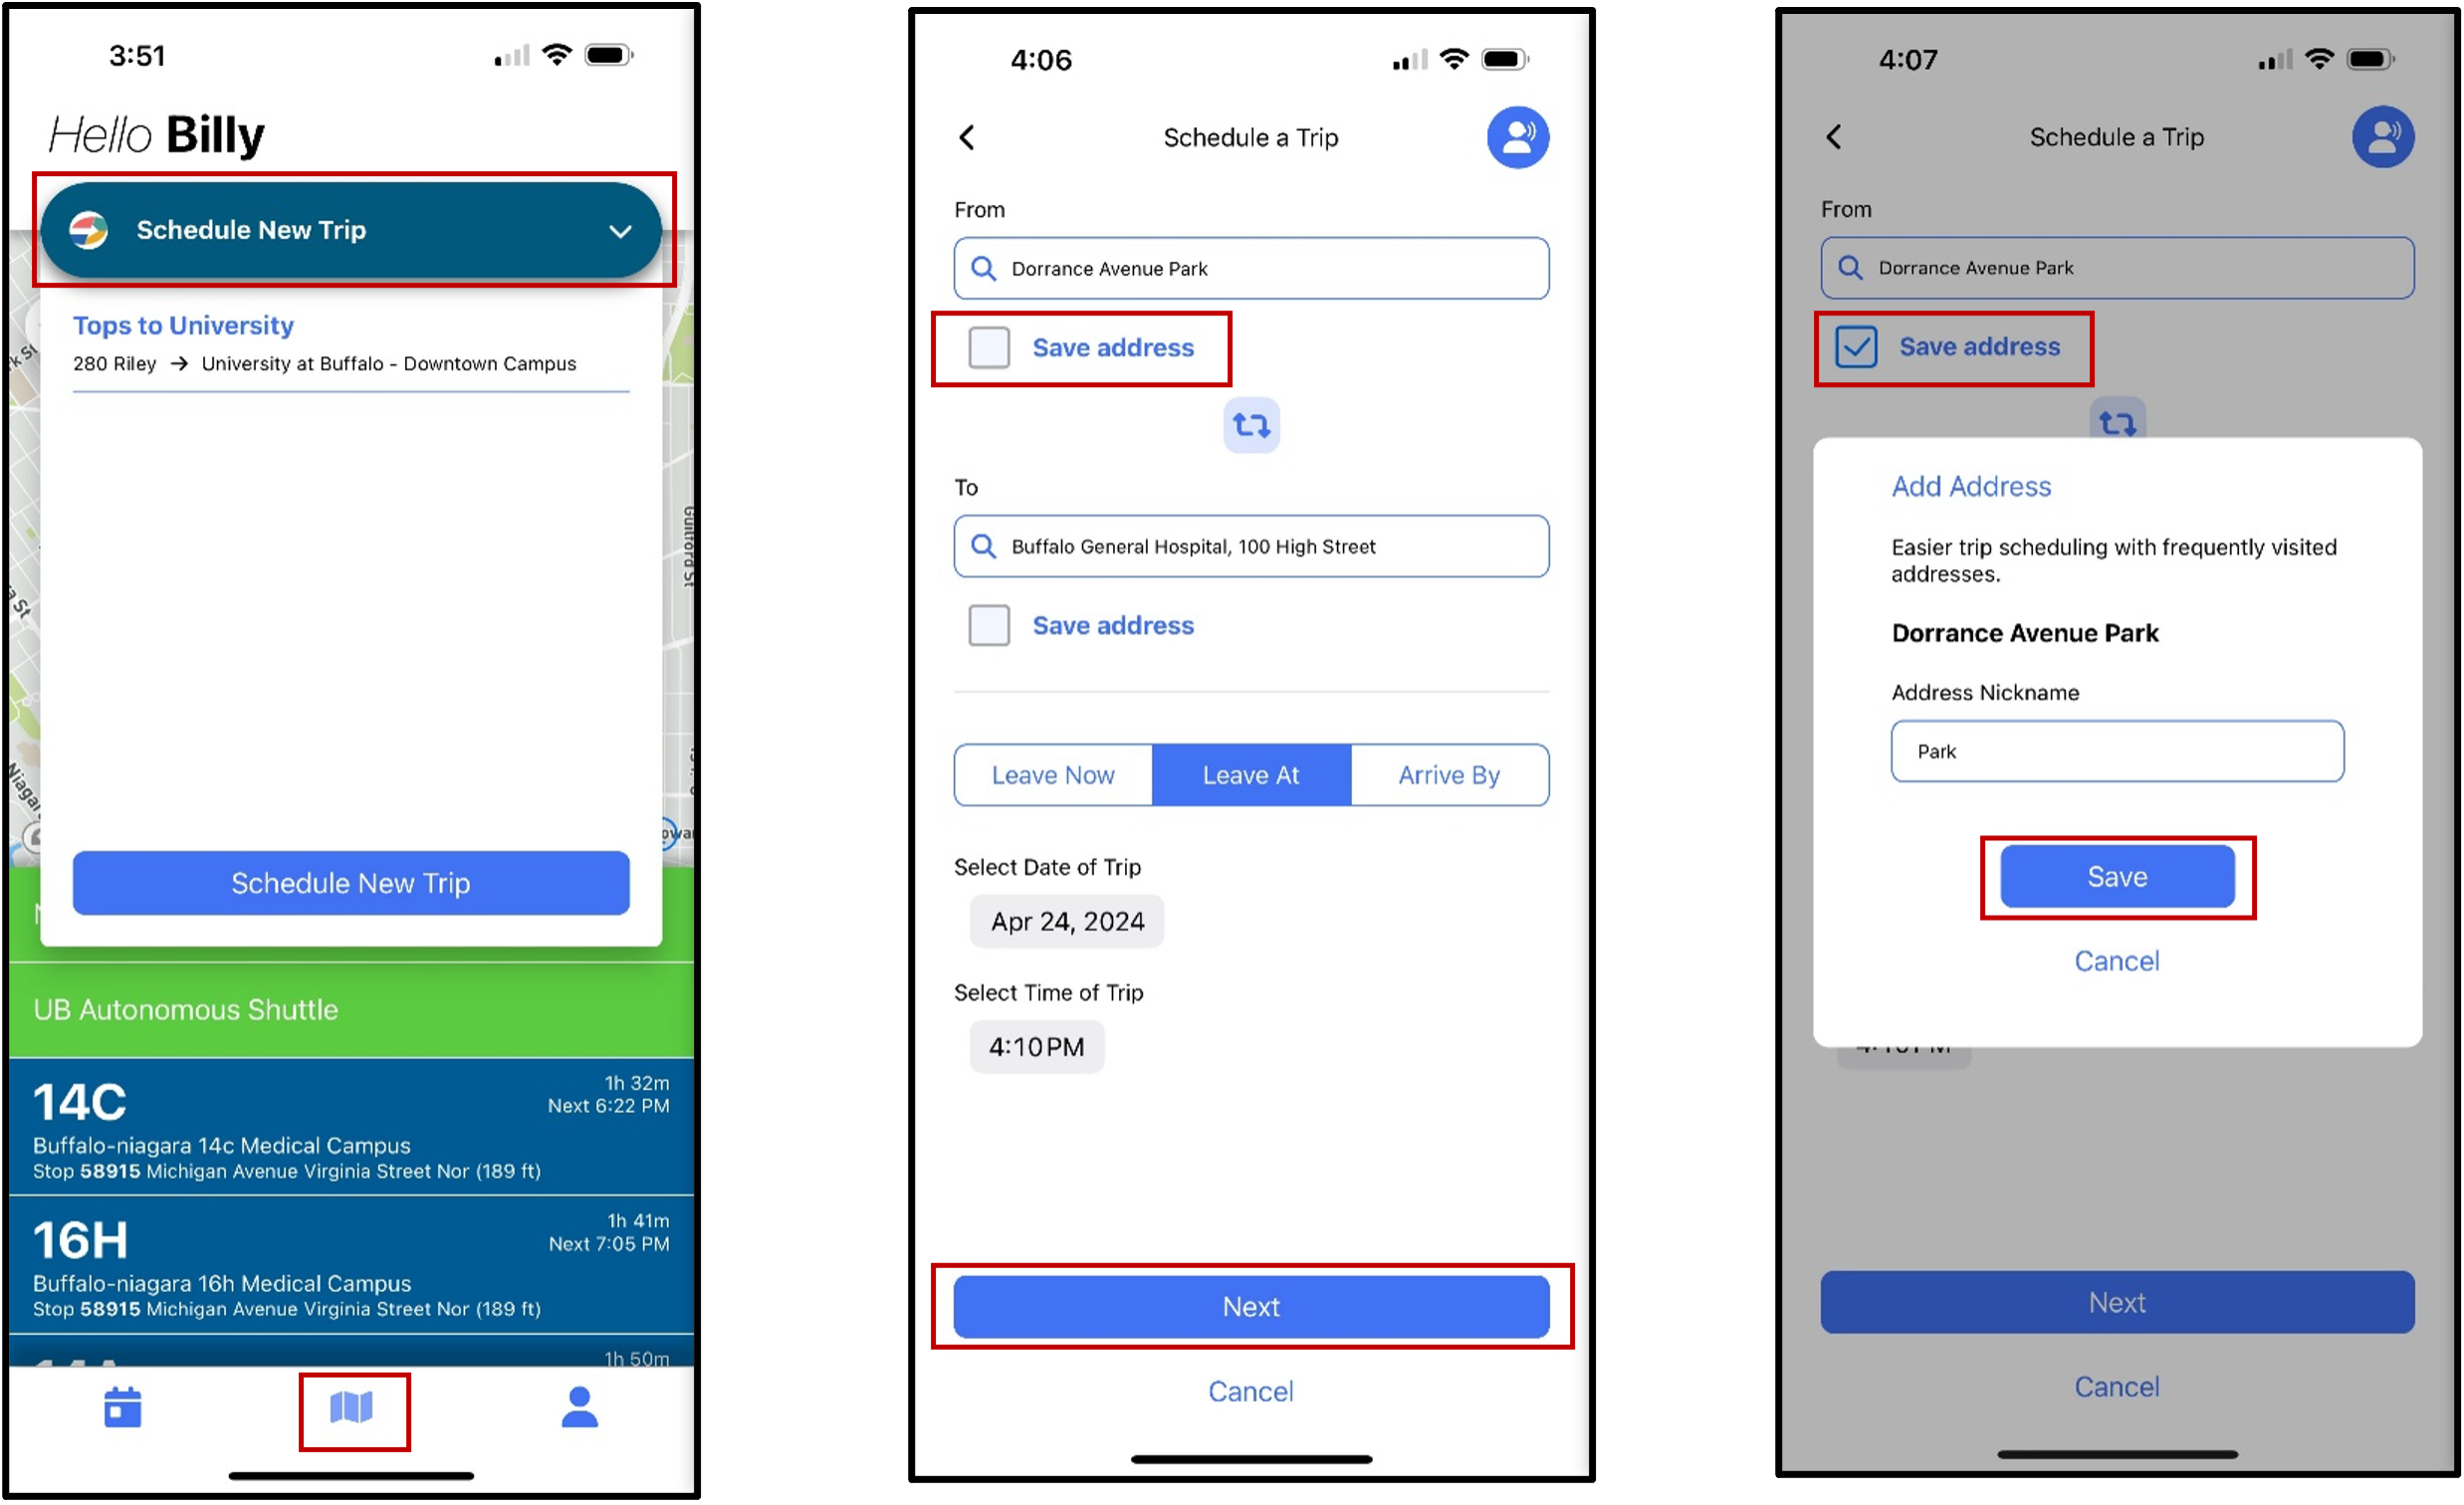 3:51
Hello Billy
Schedule New Trip
Tops to University
280 Riley → University at Buffalo - Downtown Campus
Guilford St
Schedule New Trip
UB Autonomous Shuttle
14C
1h 32m
Next 6:22 PM
Buffalo-niagara 14c Medical Campus
Stop 58915 Michigan Avenue Virginia Street Nor (189 ft)
16H
1h 41m
Next 7:05 PM
Buffalo-niagara 16h Medical Campus
Stop 58915 Michigan Avenue Virginia Street Nor (189 ft)
1h 50m
4:06
Schedule a Trip
From
Dorrance Avenue Park
Save address
To
Buffalo General Hospital, 100 High Street
Save address
Leave Now
Leave At
Arrive By
Select Date of Trip
Apr 24, 2024
Select Time of Trip
4:10 PM
Next
Cancel
4:07
Schedule a Trip
From
Dorrance Avenue Park
Save address
Add Address
Easier trip scheduling with frequently visited
addresses.
Dorrance Avenue Park
Address Nickname
Park
Save
Cancel
Next
Cancel